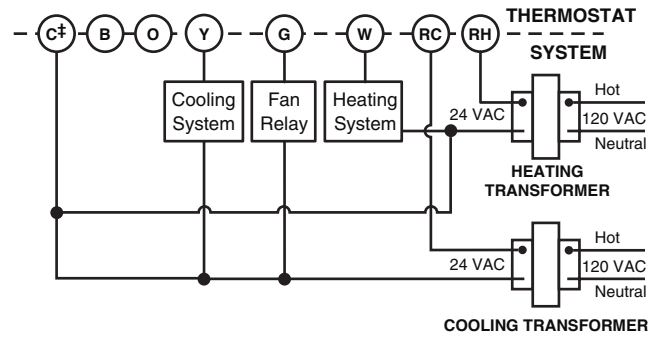 THERMOSTAT
C‡ B O Y G W RC RH
SYSTEM
Cooling
System
Fan
Relay
Heating
System
24 VAC
Hot
120 VAC
Neutral
HEATING
TRANSFORMER
24 VAC
Hot
120 VAC
Neutral
COOLING TRANSFORMER